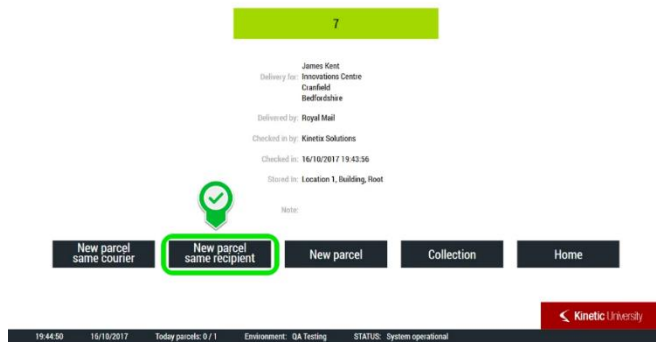 7
Delivery for: James Kent
Innovations Centre
Cranfield
Bedfordshire
Delivered by: Royal Mail
Checked in by: Kinetix Solutions
Checked in: 16/10/2017 19:43:56
Stored in: Location 1, Building, Root
Note:
New parcel
same courier
New parcel
same recipient
New parcel
Collection
Home
Kinetic University
19:44:50 16/10/2017 Today parcels: 0 / 1 Environment: QA Testing STATUS: System operational